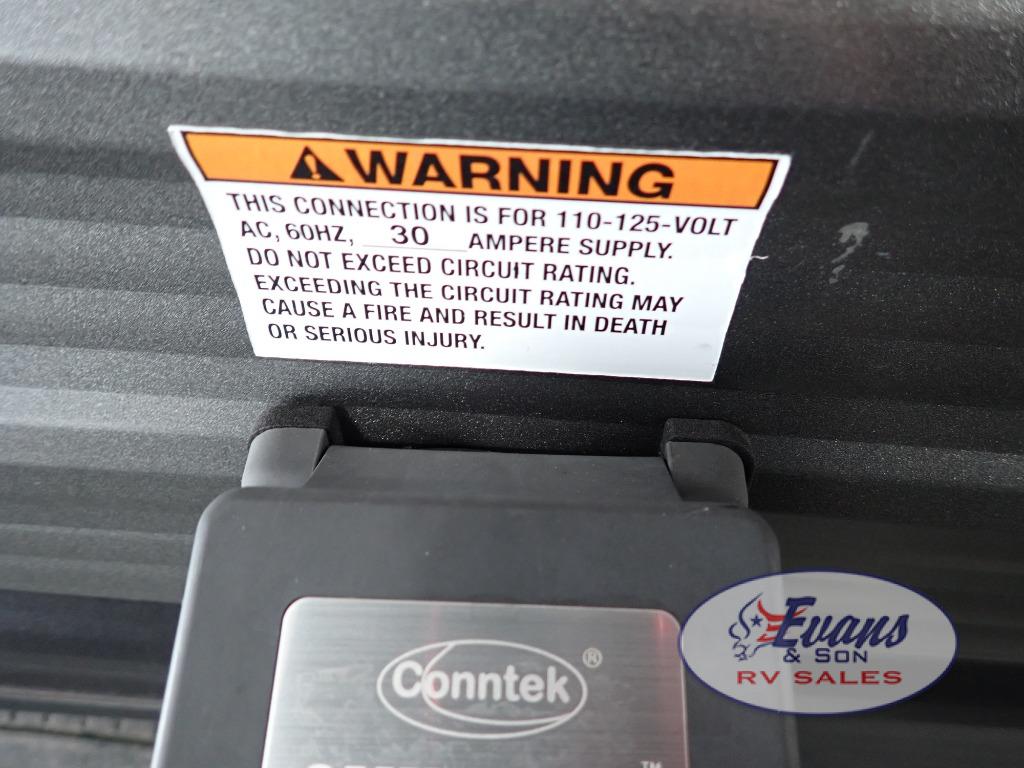 WARNING
THIS CONNECTION IS FOR 110-125-VOLT
AC, 60HZ, 30 AMPERE SUPPLY.
DO NOT EXCEED CIRCUIT RATING.
EXCEEDING THE CIRCUIT RATING MAY
CAUSE A FIRE AND RESULT IN DEATH
OR SERIOUS INJURY.
Conntek®
™
Evans
& SON
RV SALES